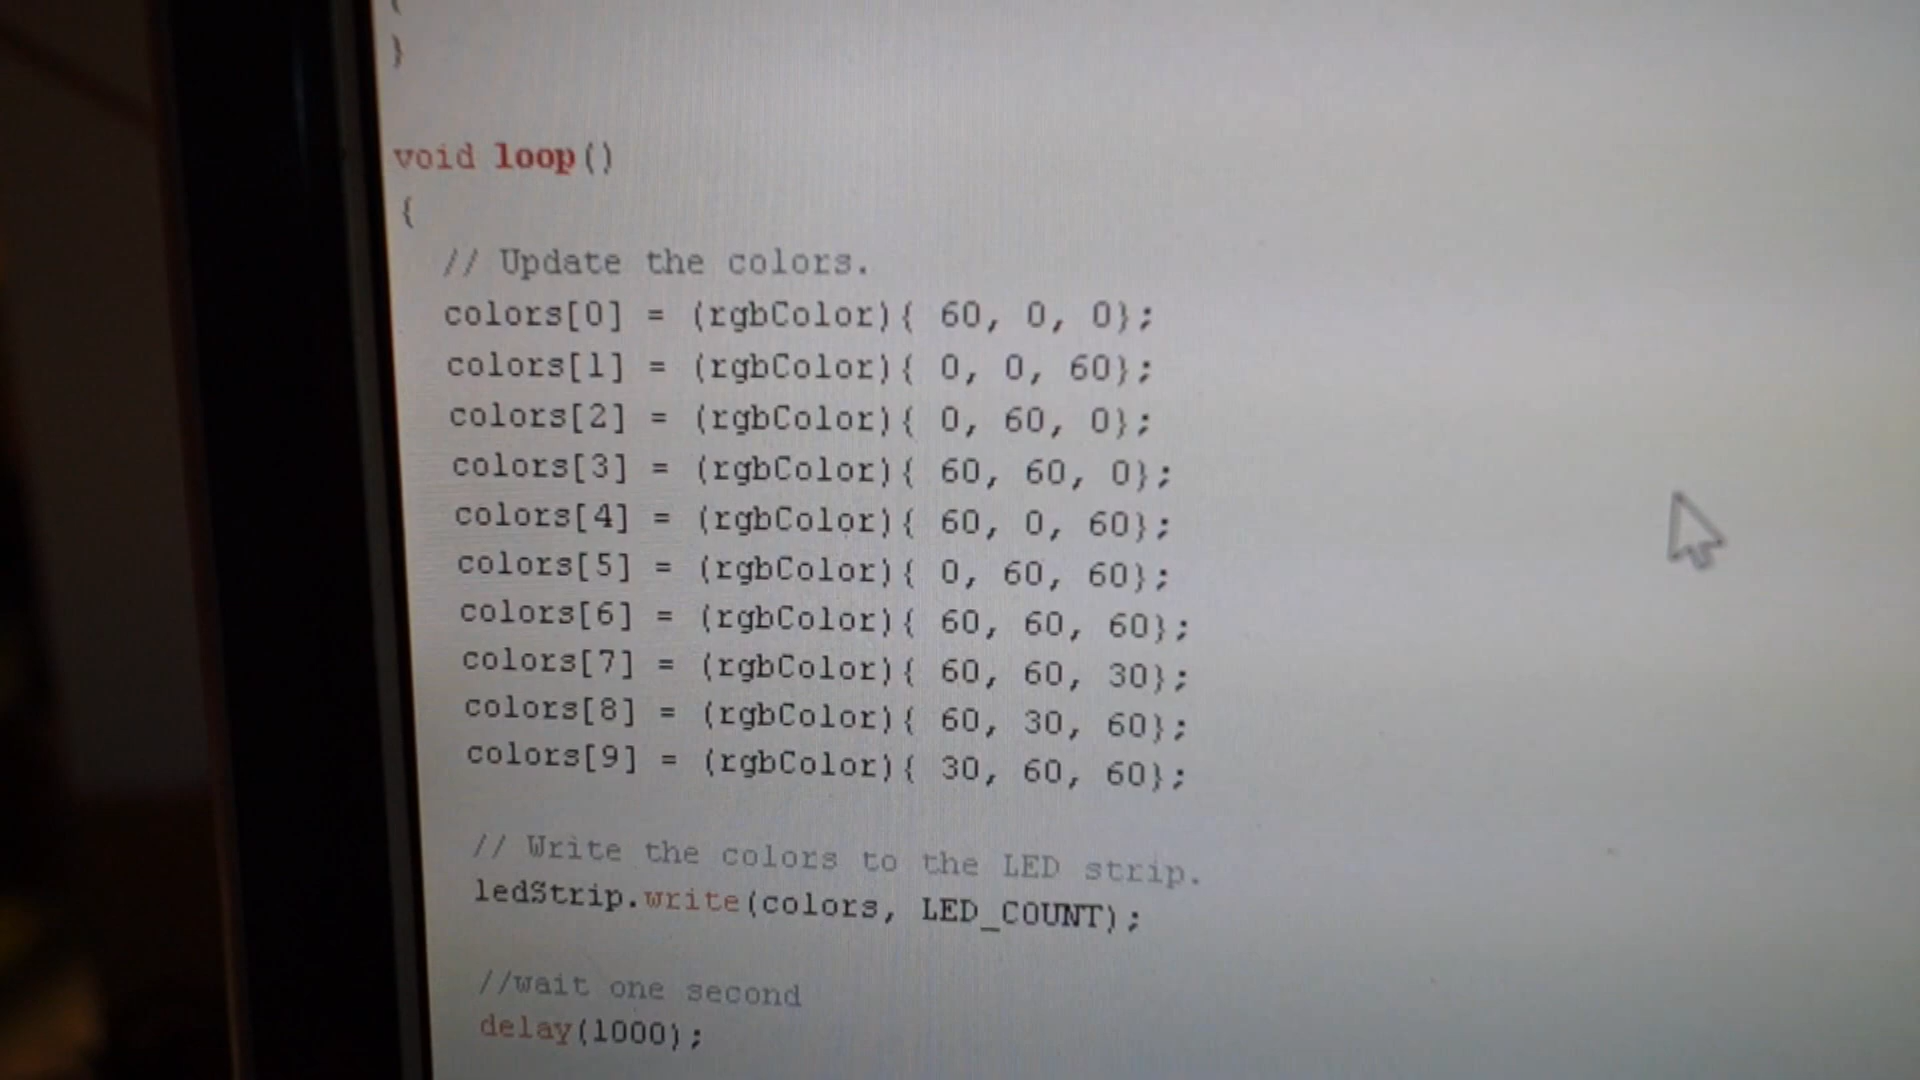 }
void loop()
{
// Update the colors.
colors[0] = (rgbColor){ 60, 0, 0};
colors[1] = (rgbColor){ 0, 0, 60};
colors[2] = (rgbColor){ 0, 60, 0};
colors[3] = (rgbColor){ 60, 60, 0};
colors[4] = (rgbColor){ 60, 0, 60};
colors[5] = (rgbColor){ 0, 60, 60};
colors[6] = (rgbColor){ 60, 60, 60};
colors[7] = (rgbColor){ 60, 60, 30};
colors[8] = (rgbColor){ 60, 30, 60};
colors[9] = (rgbColor){ 30, 60, 60};
// Write the colors to the LED strip.
ledStrip.write(colors, LED_COUNT);
//wait one second
delay(1000);